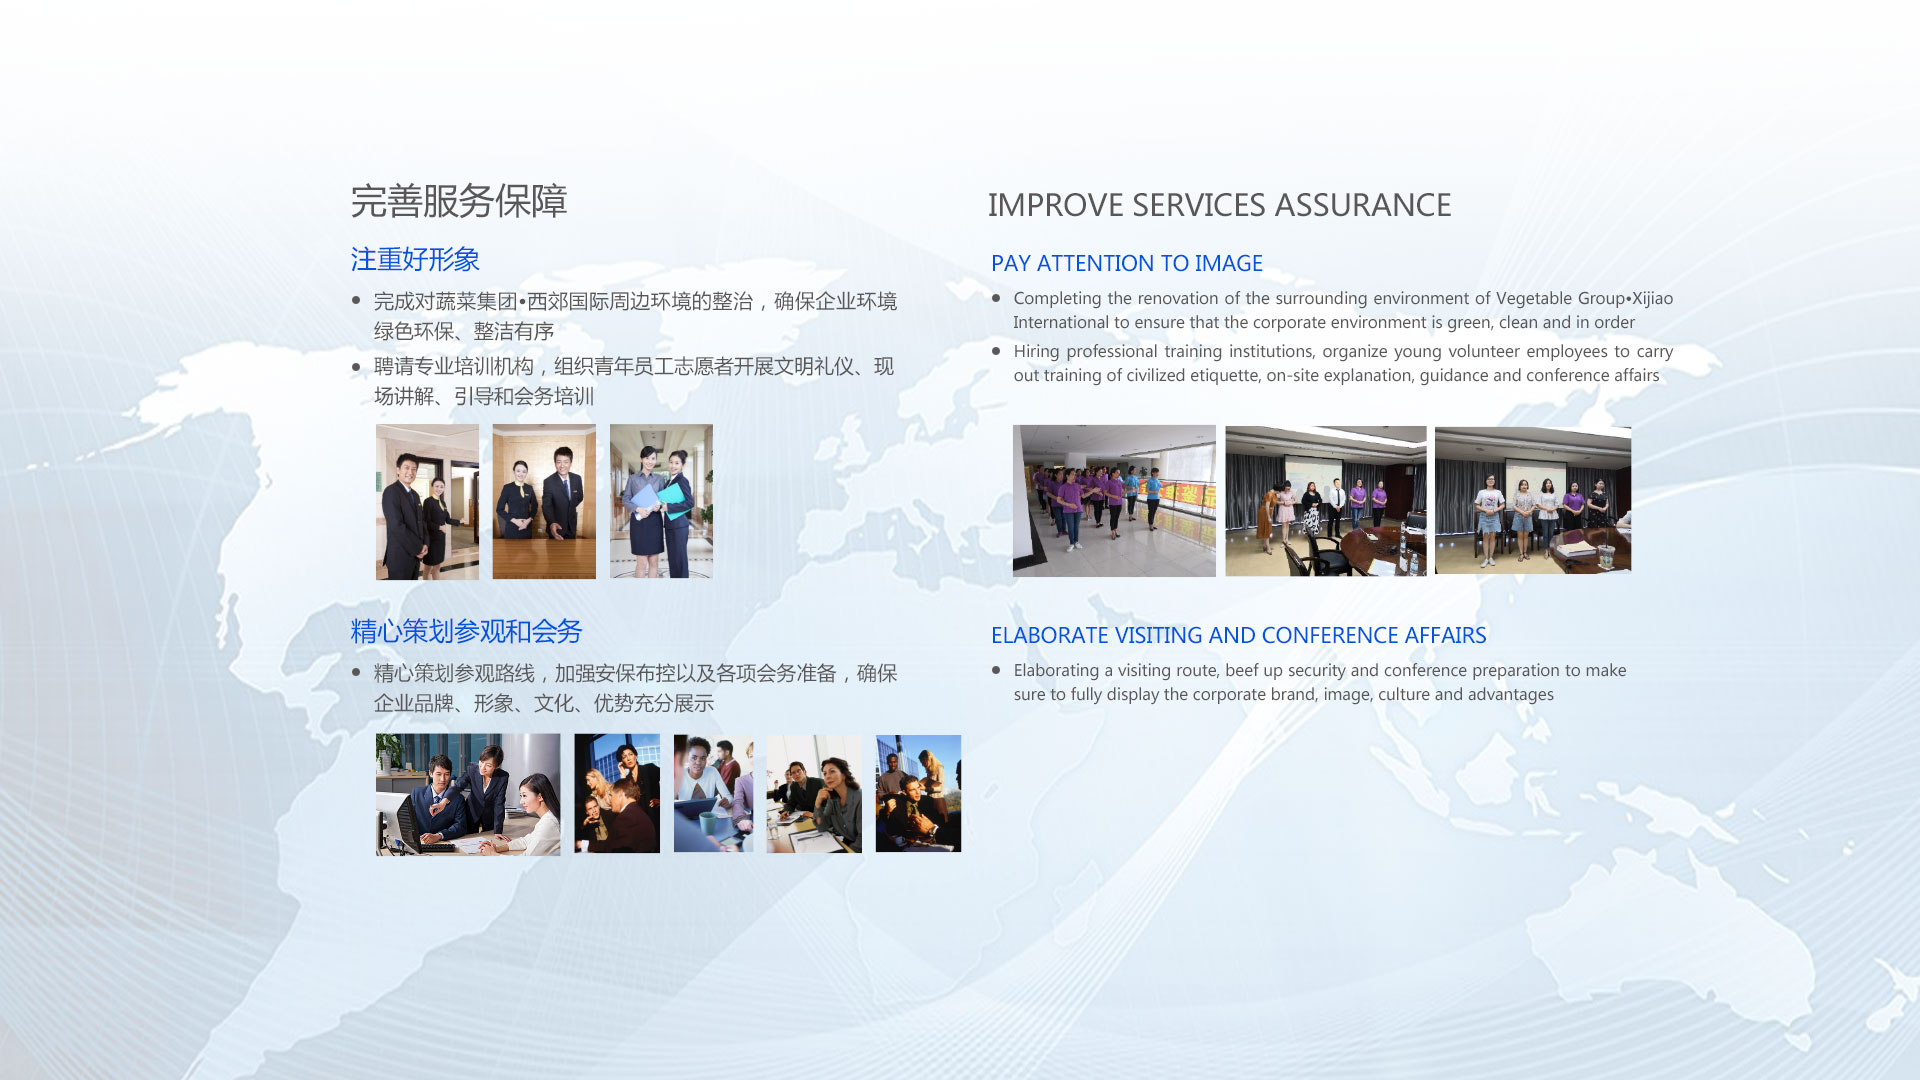 完善服务保障
注重好形象
• 完成对蔬菜集团•西郊国际周边环境的整治，确保企业环境
绿色环保、整洁有序
• 聘请专业培训机构，组织青年员工志愿者开展文明礼仪、现
场讲解、引导和会务培训
精心策划参观和会务
• 精心策划参观路线，加强安保布控以及各项会务准备，确保
企业品牌、形象、文化、优势充分展示
IMPROVE SERVICES ASSURANCE
PAY ATTENTION TO IMAGE
• Completing the renovation of the surrounding environment of Vegetable Group•Xijiao
International to ensure that the corporate environment is green, clean and in order
• Hiring professional training institutions, organize young volunteer employees to carry
out training of civilized etiquette, on-site explanation, guidance and conference affairs
ELABORATE VISITING AND CONFERENCE AFFAIRS
• Elaborating a visiting route, beef up security and conference preparation to make
sure to fully display the corporate brand, image, culture and advantages